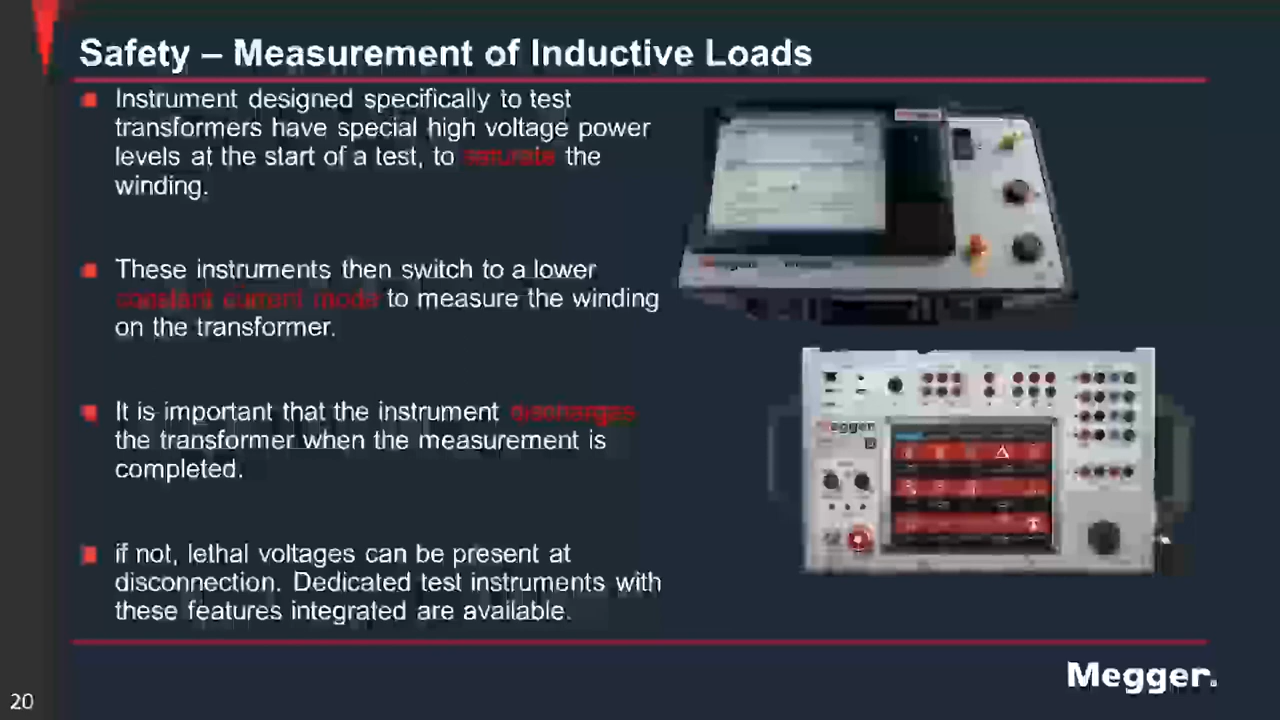 Safety – Measurement of Inductive Loads
Instrument designed specifically to test
transformers have special high voltage power
levels at the start of a test, to saturate the
winding.
These instruments then switch to a lower
constant current mode to measure the winding
on the transformer.
It is important that the instrument discharges
the transformer when the measurement is
completed.
if not, lethal voltages can be present at
disconnection. Dedicated test instruments with
these features integrated are available.
Megger
Megger.
20